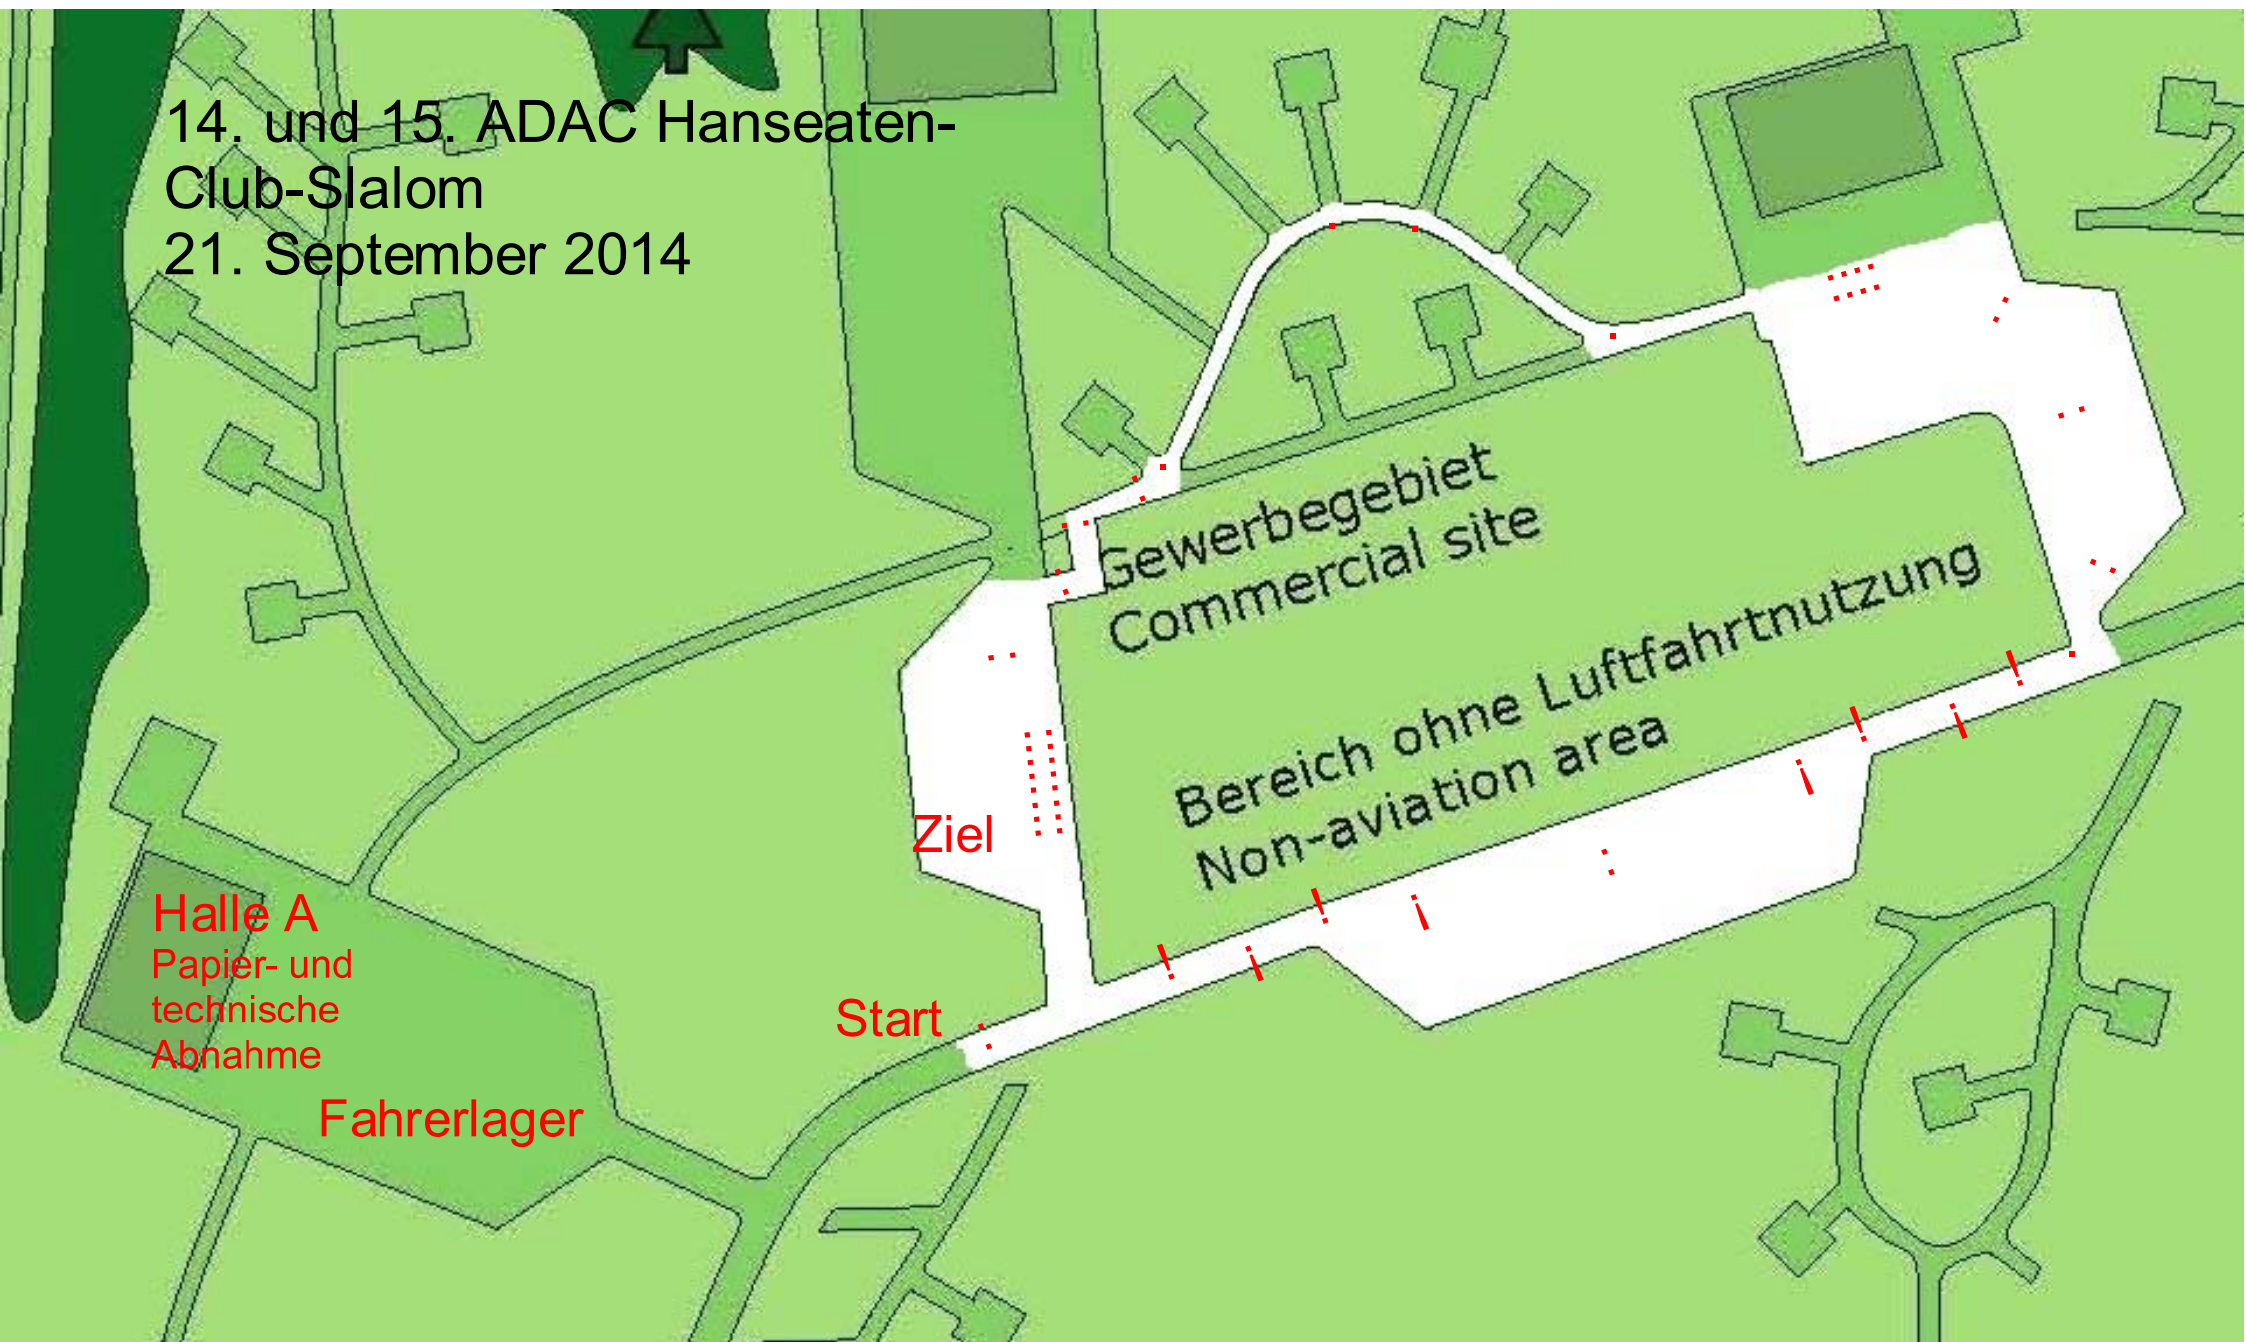 14. und 15. ADAC Hanseaten-
Club-Slalom
21. September 2014
Gewerbegebiet
Commercial site
Bereich ohne Luftfahrtnutzung
Non-aviation area
Ziel
Halle A
Papier- und
technische
Abnahme
Start
Fahrerlager